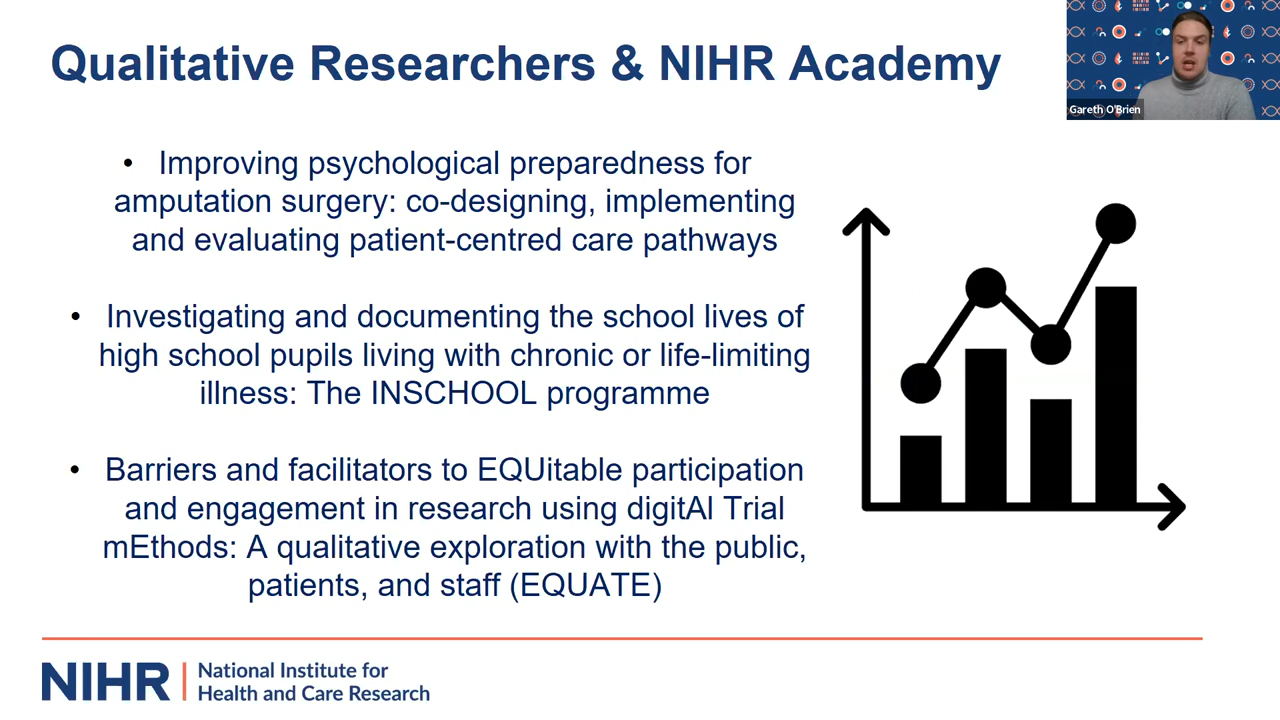 Qualitative Researchers & NIHR Academy
Gareth O'Brien
• Improving psychological preparedness for
amputation surgery: co-designing, implementing
and evaluating patient-centred care pathways
• Investigating and documenting the school lives of
high school pupils living with chronic or life-limiting
illness: The INSCHOOL programme
• Barriers and facilitators to EQUitable participation
and engagement in research using digitAl Trial
mEthods: A qualitative exploration with the public,
patients, and staff (EQUATE)
NIHR | National Institute for
Health and Care Research